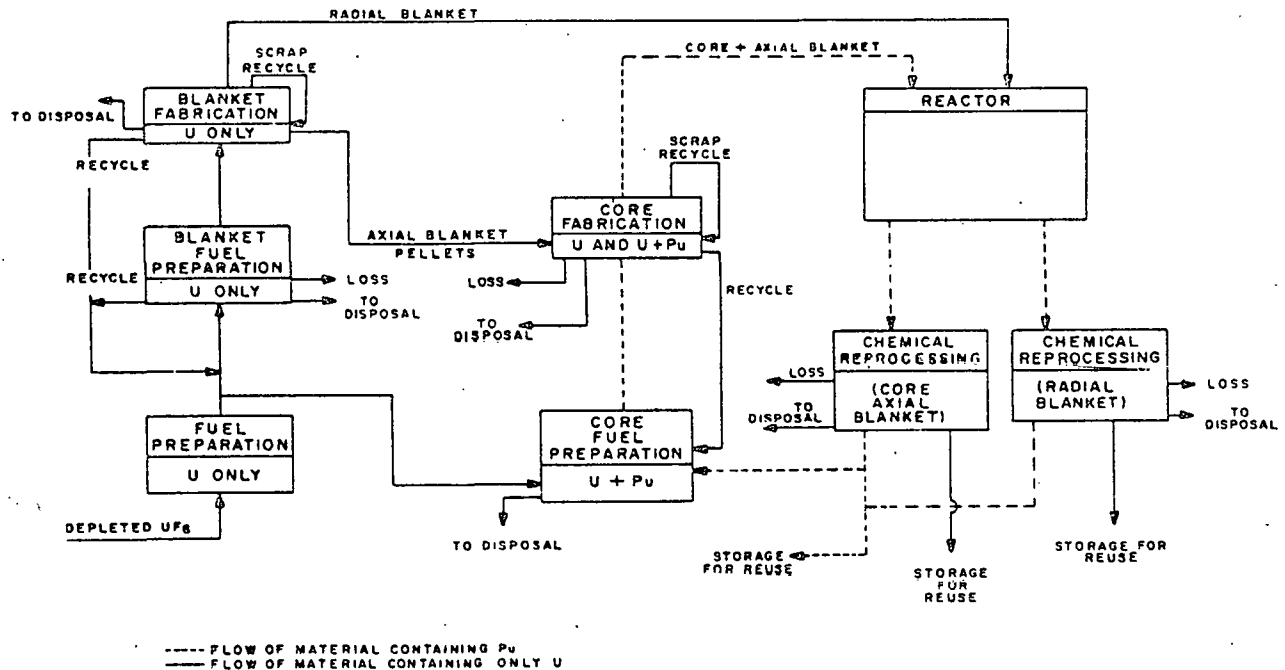 RADIAL BLANKET
CORE + AXIAL BLANKET
SCRAP
RECYCLE
BLANKET
FABRICATION
U ONLY
TO DISPOSAL
RECYCLE
REACTOR
SCRAP
RECYCLE
CORE
FABRICATION
U AND U+Pu
AXIAL BLANKET
PELLETS
BLANKET
FUEL
PREPARATION
U ONLY
RECYCLE
LOSS
TO
DISPOSAL
LOSS
TO
DISPOSAL
RECYCLE
CHEMICAL
REPROCESSING
(CORE
AXIAL
BLANKET)
LOSS
TO
DISPOSAL
CHEMICAL
REPROCESSING
(RADIAL
BLANKET)
LOSS
TO
DISPOSAL
FUEL
PREPARATION
U ONLY
CORE
FUEL
PREPARATION
U + Pu
DEPLETED UF6
TO DISPOSAL
STORAGE
FOR REUSE
STORAGE
FOR
REUSE
STORAGE FOR
REUSE
----- FLOW OF MATERIAL CONTAINING Pu
—— FLOW OF MATERIAL CONTAINING ONLY U